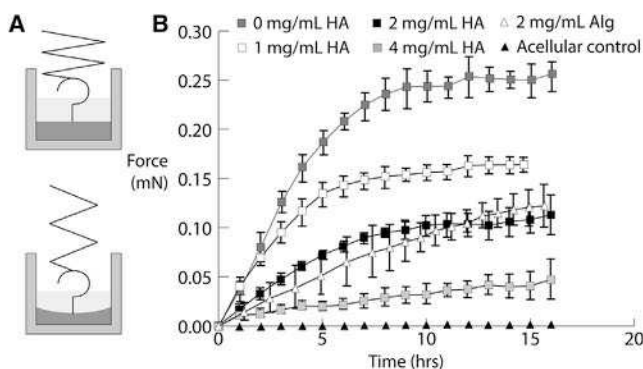 A
B
0 mg/mL HA 2 mg/mL HA 2 mg/mL Alg
1 mg/mL HA 4 mg/mL HA Acellular control
0.30
0.25
0.20
0.15
0.10
0.05
0.00
Force
(mN)
0 5 10 15 20
Time (hrs)